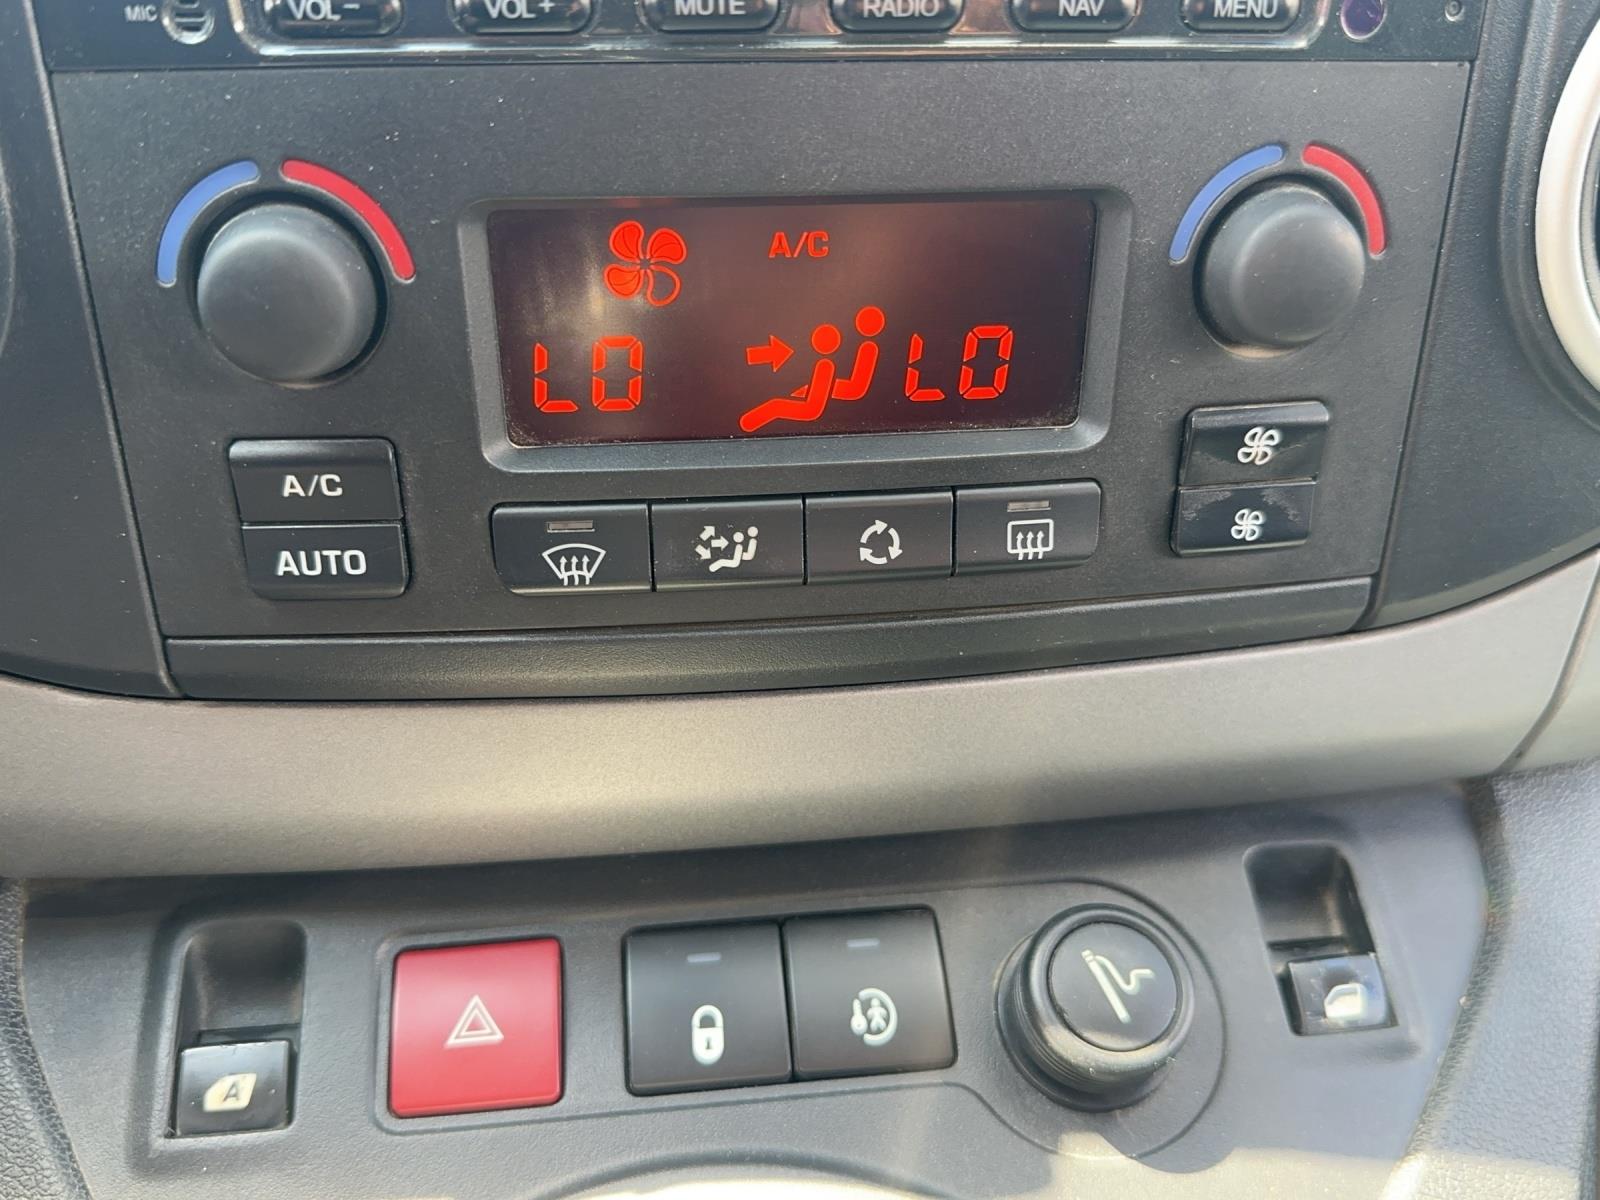 MIC VOL- VOL+ MUTE RADIO NAV MENU
A/C
LO LO
A/C
AUTO
A